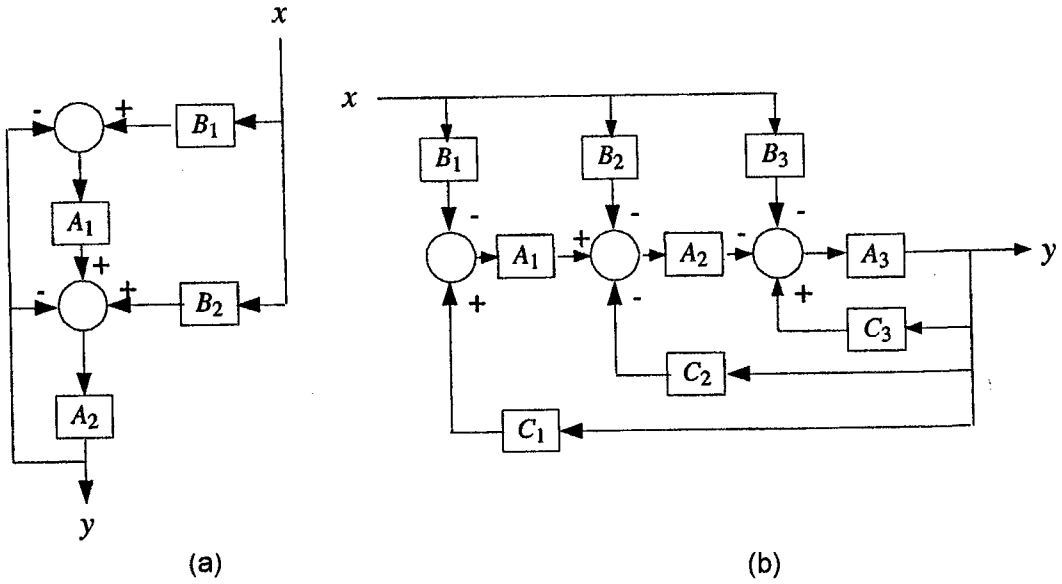 x
- + B₁
A₁
+
- + B₂
A₂
y
(a)
x
B₁ B₂ B₃
- - -
A₁ + A₂ - A₃ y
+ - +
C₃
C₂
C₁
(b)